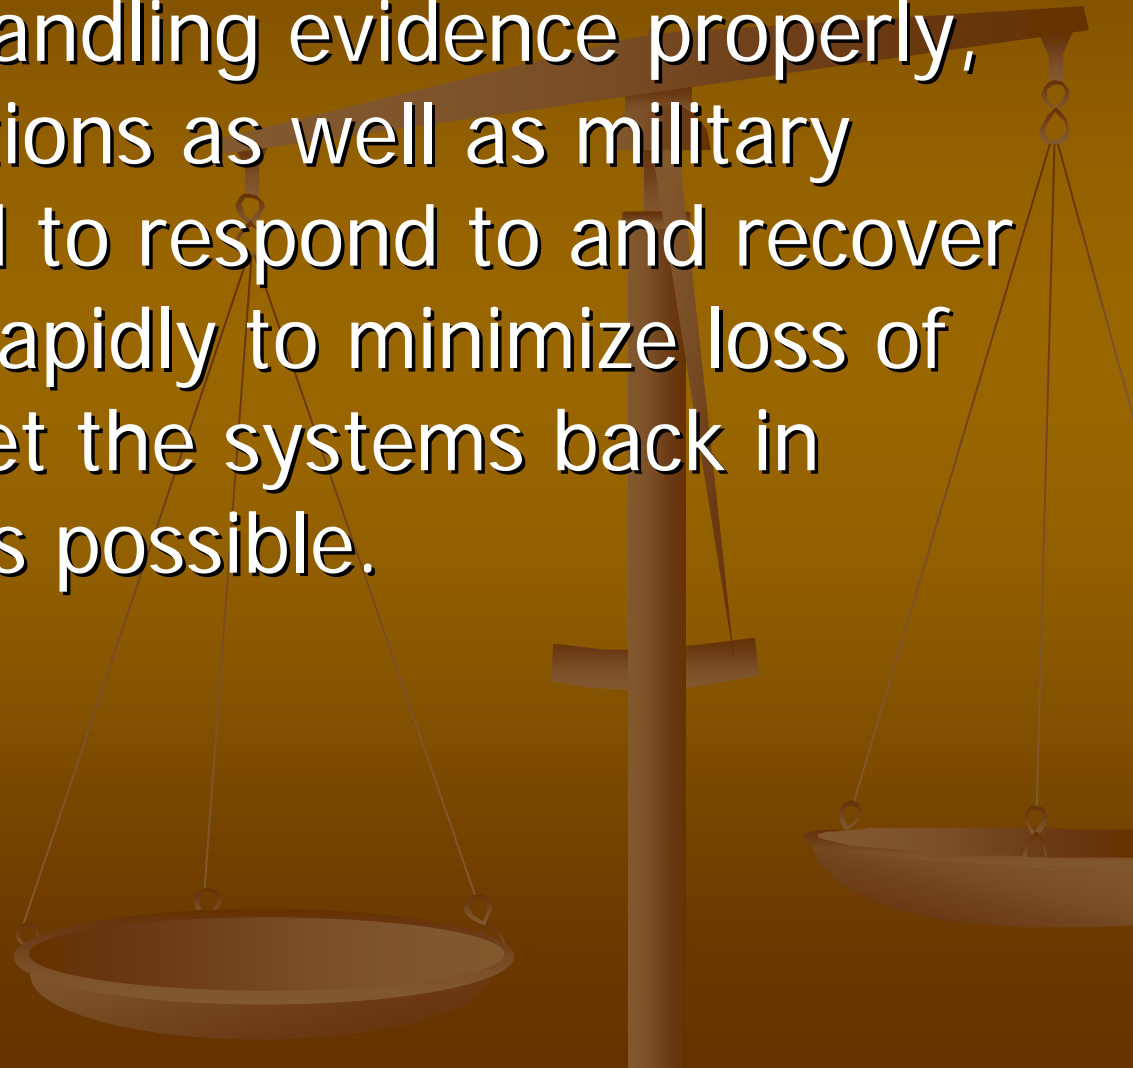 andling evidence properly,
tions as well as military
to respond to and recover
apidly to minimize loss of
et the systems back in
s possible.